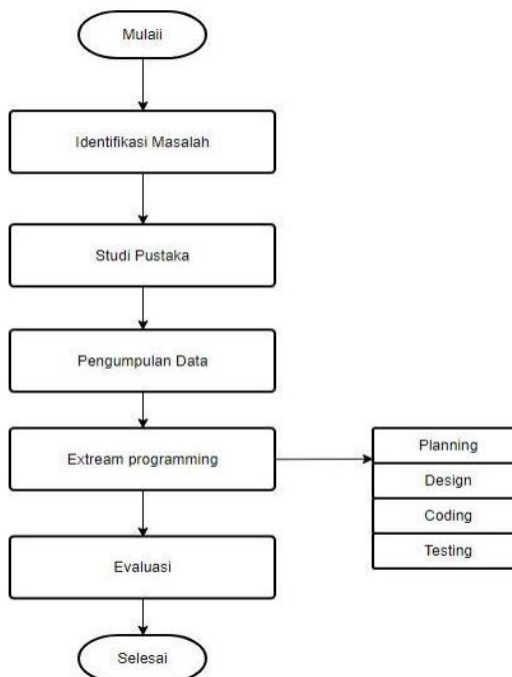 Mulaii
Identifikasi Masalah
Studi Pustaka
Pengumpulan Data
Extream programming
Planning
Design
Coding
Testing
Evaluasi
Selesai